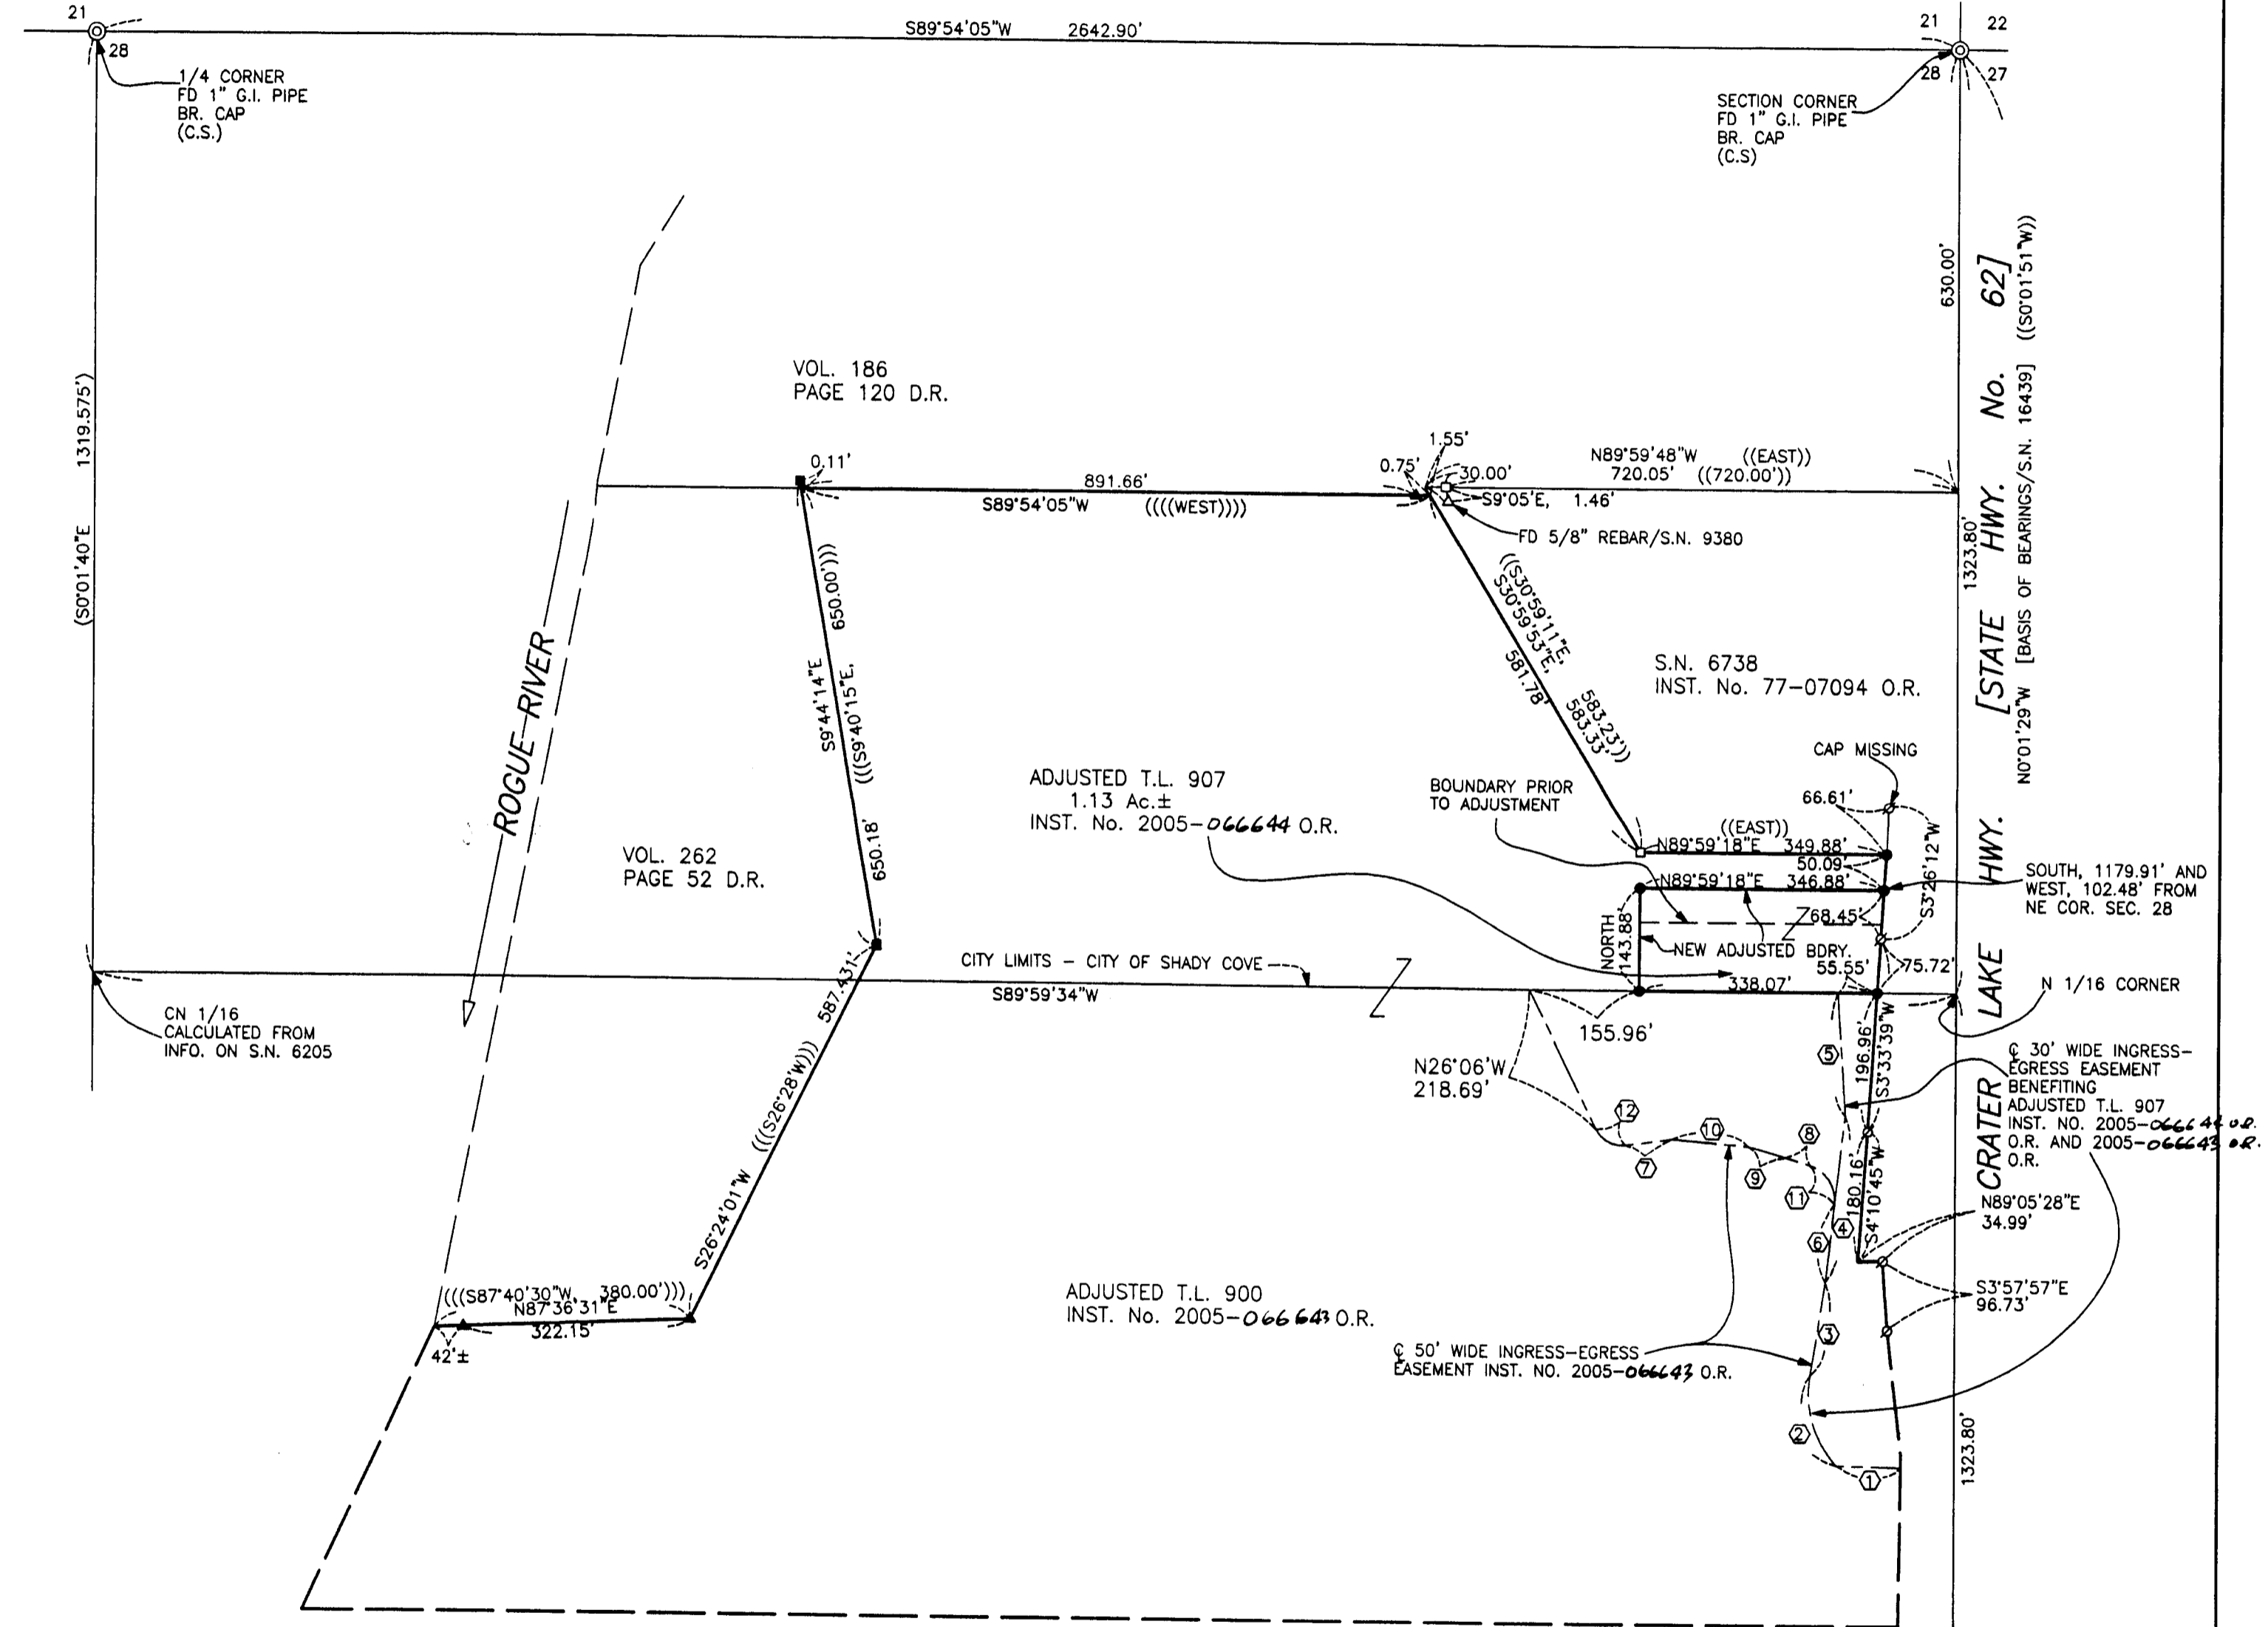 21
28
1/4 CORNER
FD 1" G.I. PIPE
BR. CAP
(C.S.)
S89°54'05"W 2642.90'
21 22
28 27
SECTION CORNER
FD 1" G.I. PIPE
BR. CAP
(C.S)
(S0°01'40"E 1319.575')
630.00'
1323.80'
CRATER LAKE HWY. [STATE HWY. No. 62]
N0°01'29"W [BASIS OF BEARINGS/S.N. 16439] ((S0°01'51"W))
VOL. 186
PAGE 120 D.R.
0.11'
891.66'
S89°54'05"W ((((WEST))))
0.75'
1.55'
30.00'
N89°59'48"W ((EAST))
720.05' ((720.00'))
S9°05'E, 1.46'
FD 5/8" REBAR/S.N. 9380
ROGUE RIVER
S9°44'14"E 650.18'
(((S9°40'15"E, 650.00')))
((S30°59'11"E, 583.23'))
S30°59'53"E, 583.33'
581.78'
S.N. 6738
INST. No. 77-07094 O.R.
CAP MISSING
66.61'
ADJUSTED T.L. 907
1.13 Ac.±
INST. No. 2005-066644 O.R.
BOUNDARY PRIOR
TO ADJUSTMENT
((EAST))
N89°59'18"E 349.88'
50.09'
N89°59'18"E 346.88'
S3°26'12"W
SOUTH, 1179.91' AND
WEST, 102.48' FROM
NE COR. SEC. 28
VOL. 262
PAGE 52 D.R.
68.45'
NORTH
143.88'
NEW ADJUSTED BDRY.
55.55'
75.72'
338.07'
CITY LIMITS - CITY OF SHADY COVE
S89°59'34"W
N 1/16 CORNER
CN 1/16
CALCULATED FROM
INFO. ON S.N. 6205
155.96'
N26°06'W
218.69'
S26°24'01"W (((S26°28'W))) 587.431'
196.96'
S3°33'39"W
5
℄ 30' WIDE INGRESS-
EGRESS EASEMENT
BENEFITING
ADJUSTED T.L. 907
INST. NO. 2005-066644 O.R.
O.R. AND 2005-066643 O.R.
O.R.
12
10
8
7
9
11
4
6
180.16'
S4°10'45"W
N89°05'28"E
34.99'
S3°57'57"E
96.73'
(((S87°40'30"W, 380.00')))
N87°36'31"E
322.15'
42'±
ADJUSTED T.L. 900
INST. No. 2005-066643 O.R.
℄ 50' WIDE INGRESS-EGRESS
EASEMENT INST. NO. 2005-066643 O.R.
3
2
1
1323.80'